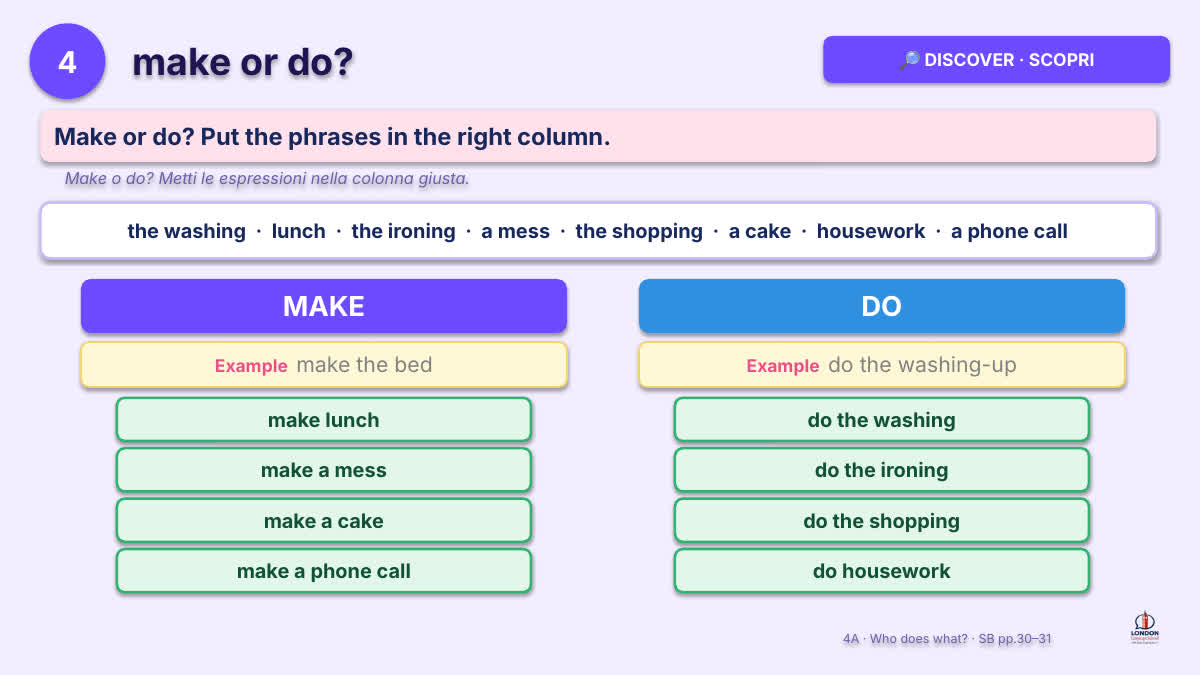 4
make or do?
🔎 DISCOVER · SCOPRI
Make or do? Put the phrases in the right column.
Make o do? Metti le espressioni nella colonna giusta.
the washing · lunch · the ironing · a mess · the shopping · a cake · housework · a phone call
MAKE
Example make the bed
make lunch
make a mess
make a cake
make a phone call
DO
Example do the washing-up
do the washing
do the ironing
do the shopping
do housework
4A · Who does what? · SB pp.30–31
LONDON